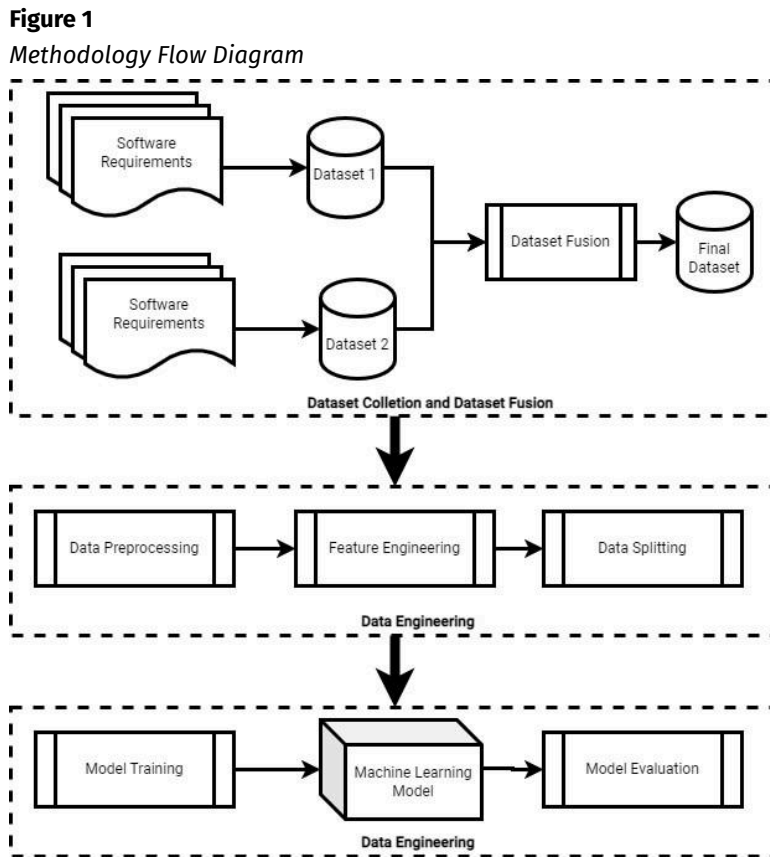 Figure 1
Methodology Flow Diagram
Software
Requirements
Dataset 1
Dataset Fusion
Final
Dataset
Software
Requirements
Dataset 2
Dataset Colletion and Dataset Fusion
Data Preprocessing
Feature Engineering
Data Splitting
Data Engineering
Model Training
Machine Learning
Model
Model Evaluation
Data Engineering